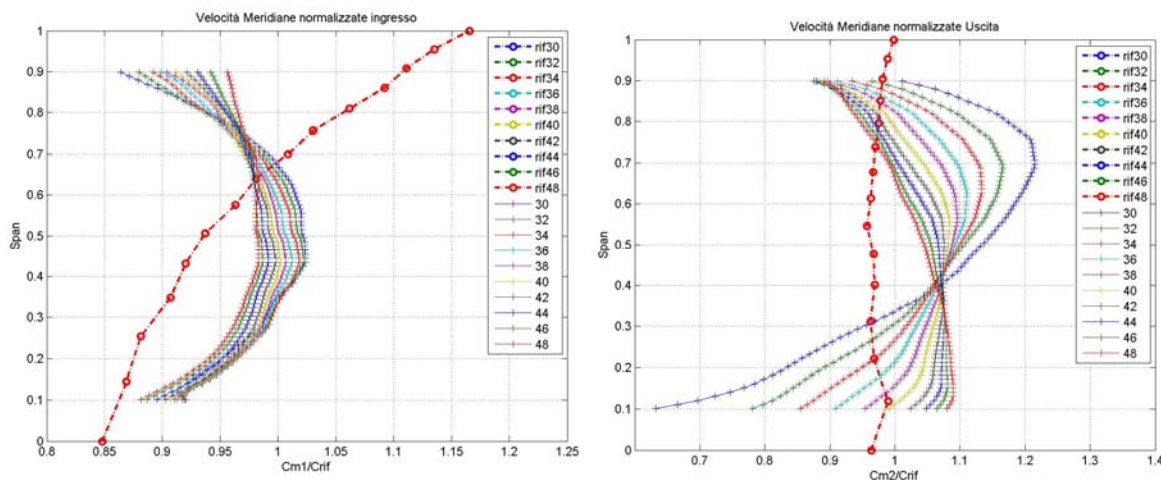 Velocità Meridiane normalizzate ingresso
1
0.9
0.8
0.7
0.6
0.5
0.4
0.3
0.2
0.1
0
Span
0.8 0.85 0.9 0.95 1 1.05 1.1 1.15 1.2 1.25
Cm1/Crif
rif30
rif32
rif34
rif36
rif38
rif40
rif42
rif44
rif46
rif48
30
32
34
36
38
40
42
44
46
48
Velocità Meridiane normalizzate Uscita
1
0.9
0.8
0.7
0.6
0.5
0.4
0.3
0.2
0.1
0
Span
0.7 0.8 0.9 1 1.1 1.2 1.3 1.4
Cm2/Crif
rif30
rif32
rif34
rif36
rif38
rif40
rif42
rif44
rif46
rif48
30
32
34
36
38
40
42
44
46
48